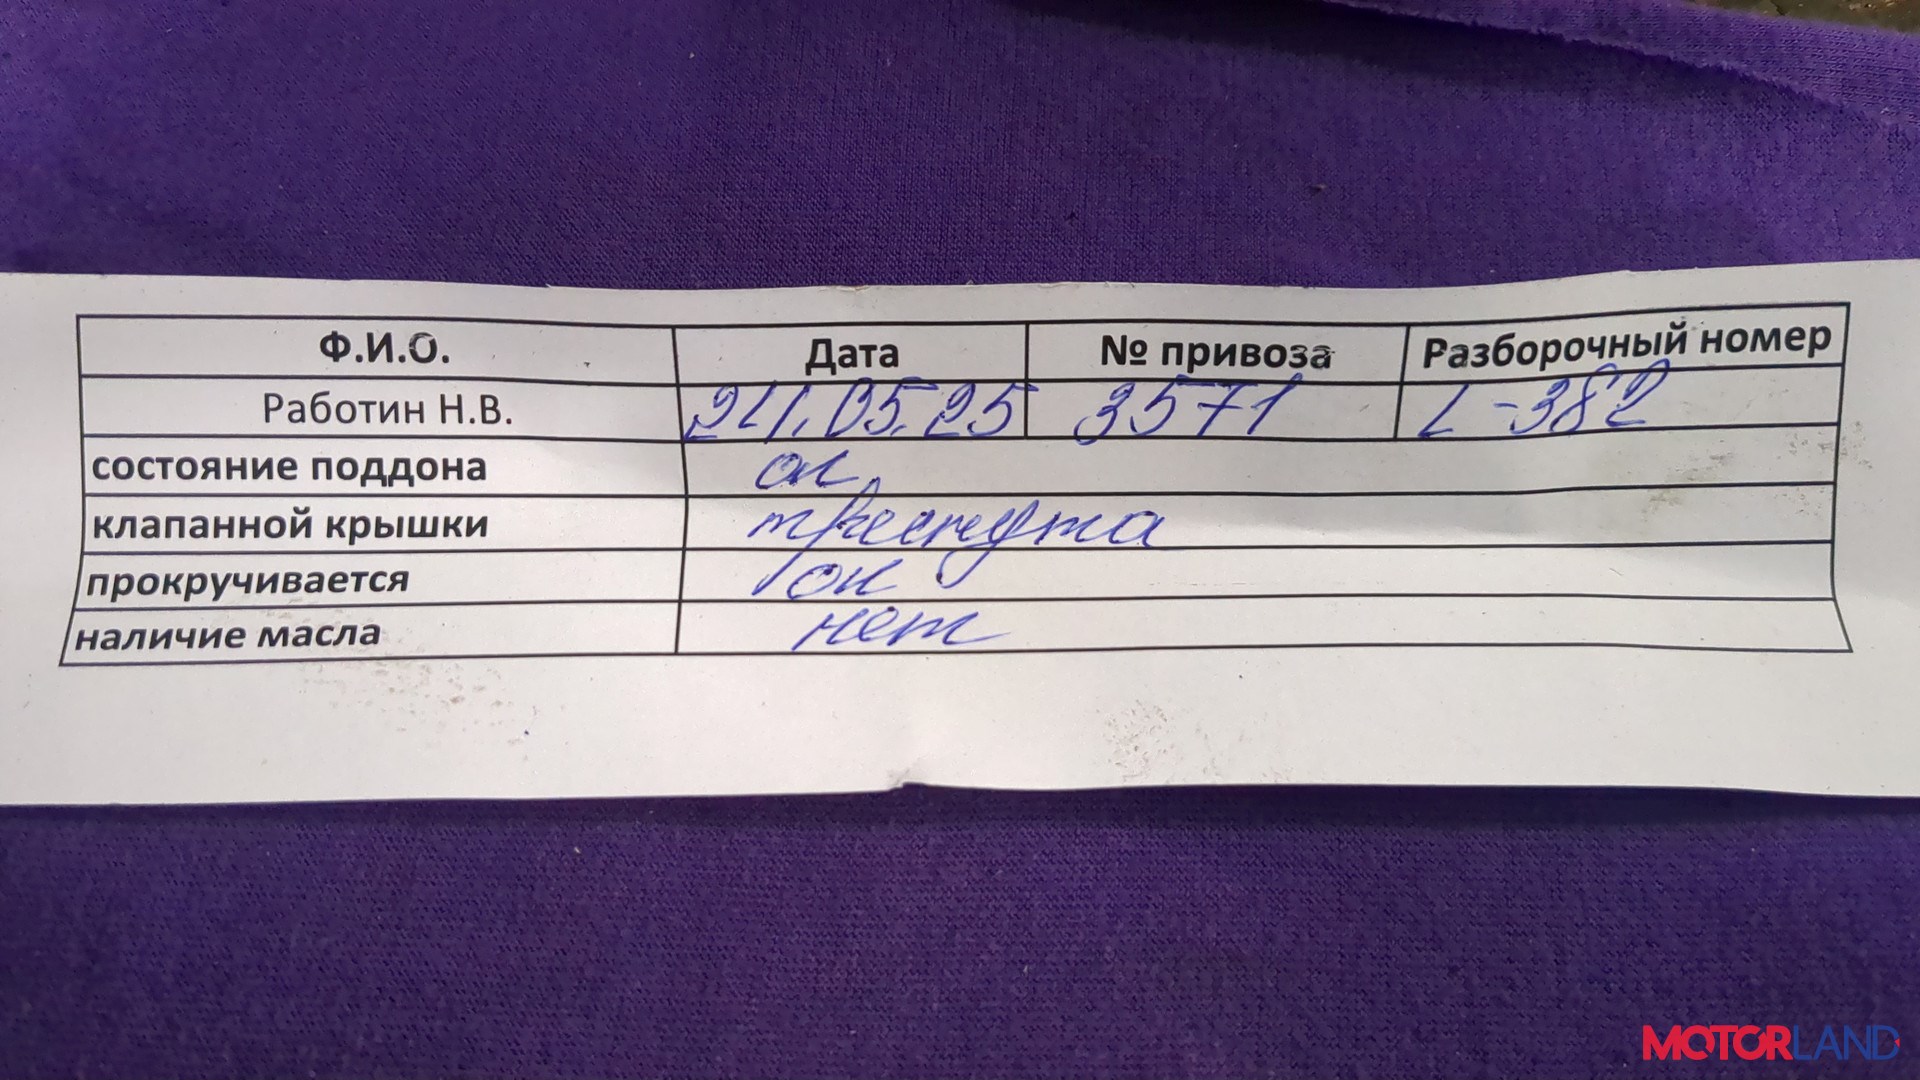 Ф.И.О. Дата № привоза Разборочный номер
Работин Н.В. 24.05.25 3571 L-382
состояние поддона ок
клапанной крышки треснута
прокручивается ок
наличие масла нет
MOTORLAND